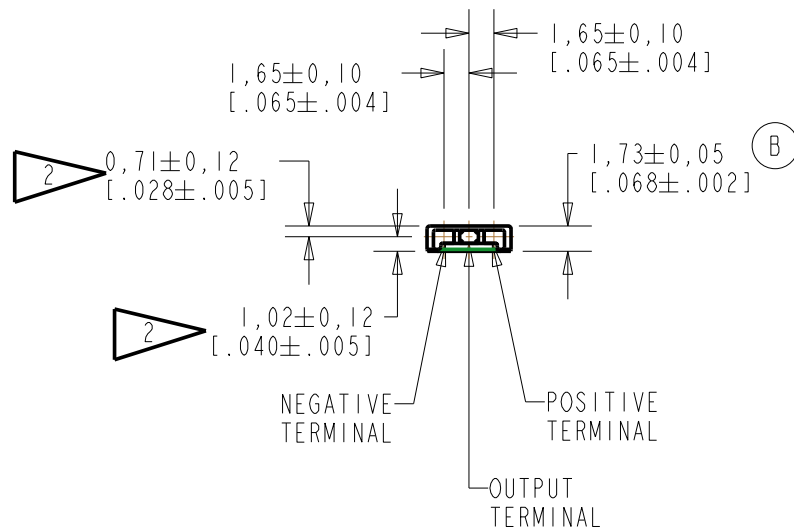 1,65±0,10
[.065±.004]
1,65±0,10
[.065±.004]
2
0,71±0,12
[.028±.005]
1,73±0,05
[.068±.002]
B
2
1,02±0,12
[.040±.005]
NEGATIVE
TERMINAL
POSITIVE
TERMINAL
OUTPUT
TERMINAL